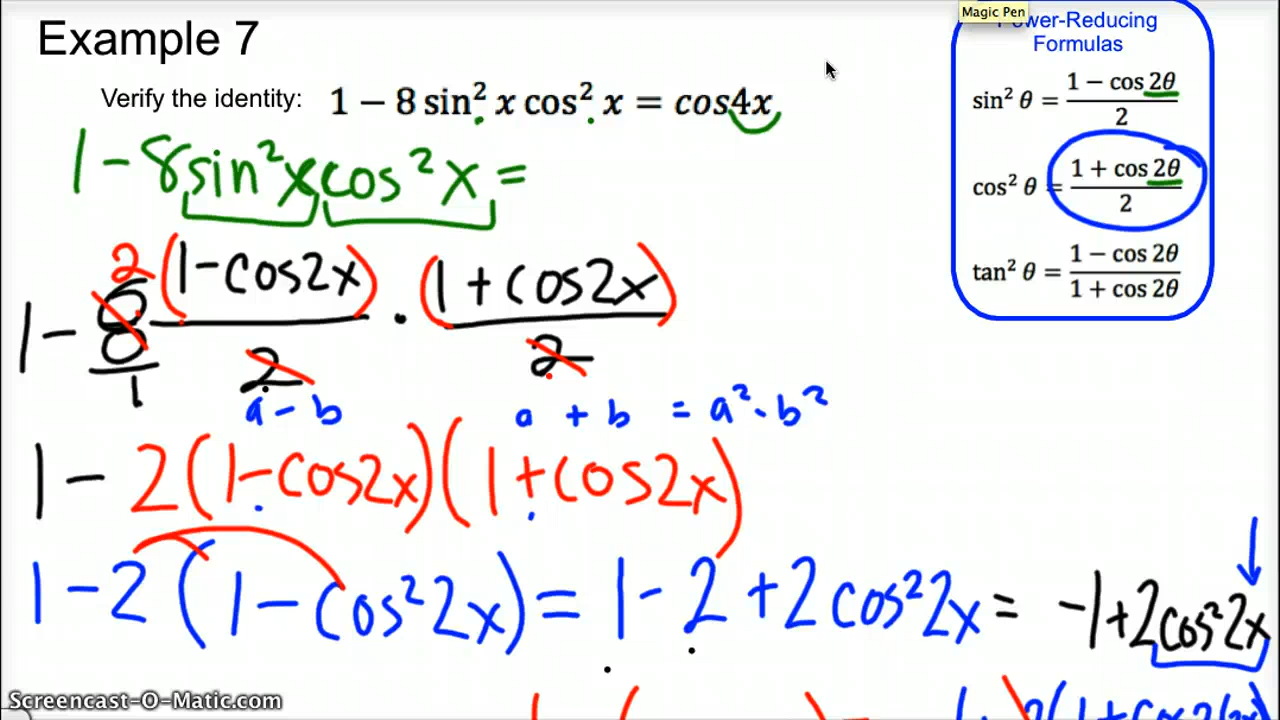 Magic Pen
Example 7
Power-Reducing
Formulas
Verify the identity: 1 − 8 sin² x cos² x = cos4x
sin² θ = (1 − cos 2θ)/2
cos² θ = (1 + cos 2θ)/2
tan² θ = (1 − cos 2θ)/(1 + cos 2θ)
1 - 8sin²x cos²x =
2
1 - 8/1 (1-cos2x)/2 · (1+cos2x)/2
a - b a + b = a² - b²
1 - 2(1-cos2x)(1+cos2x)
1-2(1-cos²2x) = 1-2+2cos²2x = -1+2cos²2x
Screencast-O-Matic.com